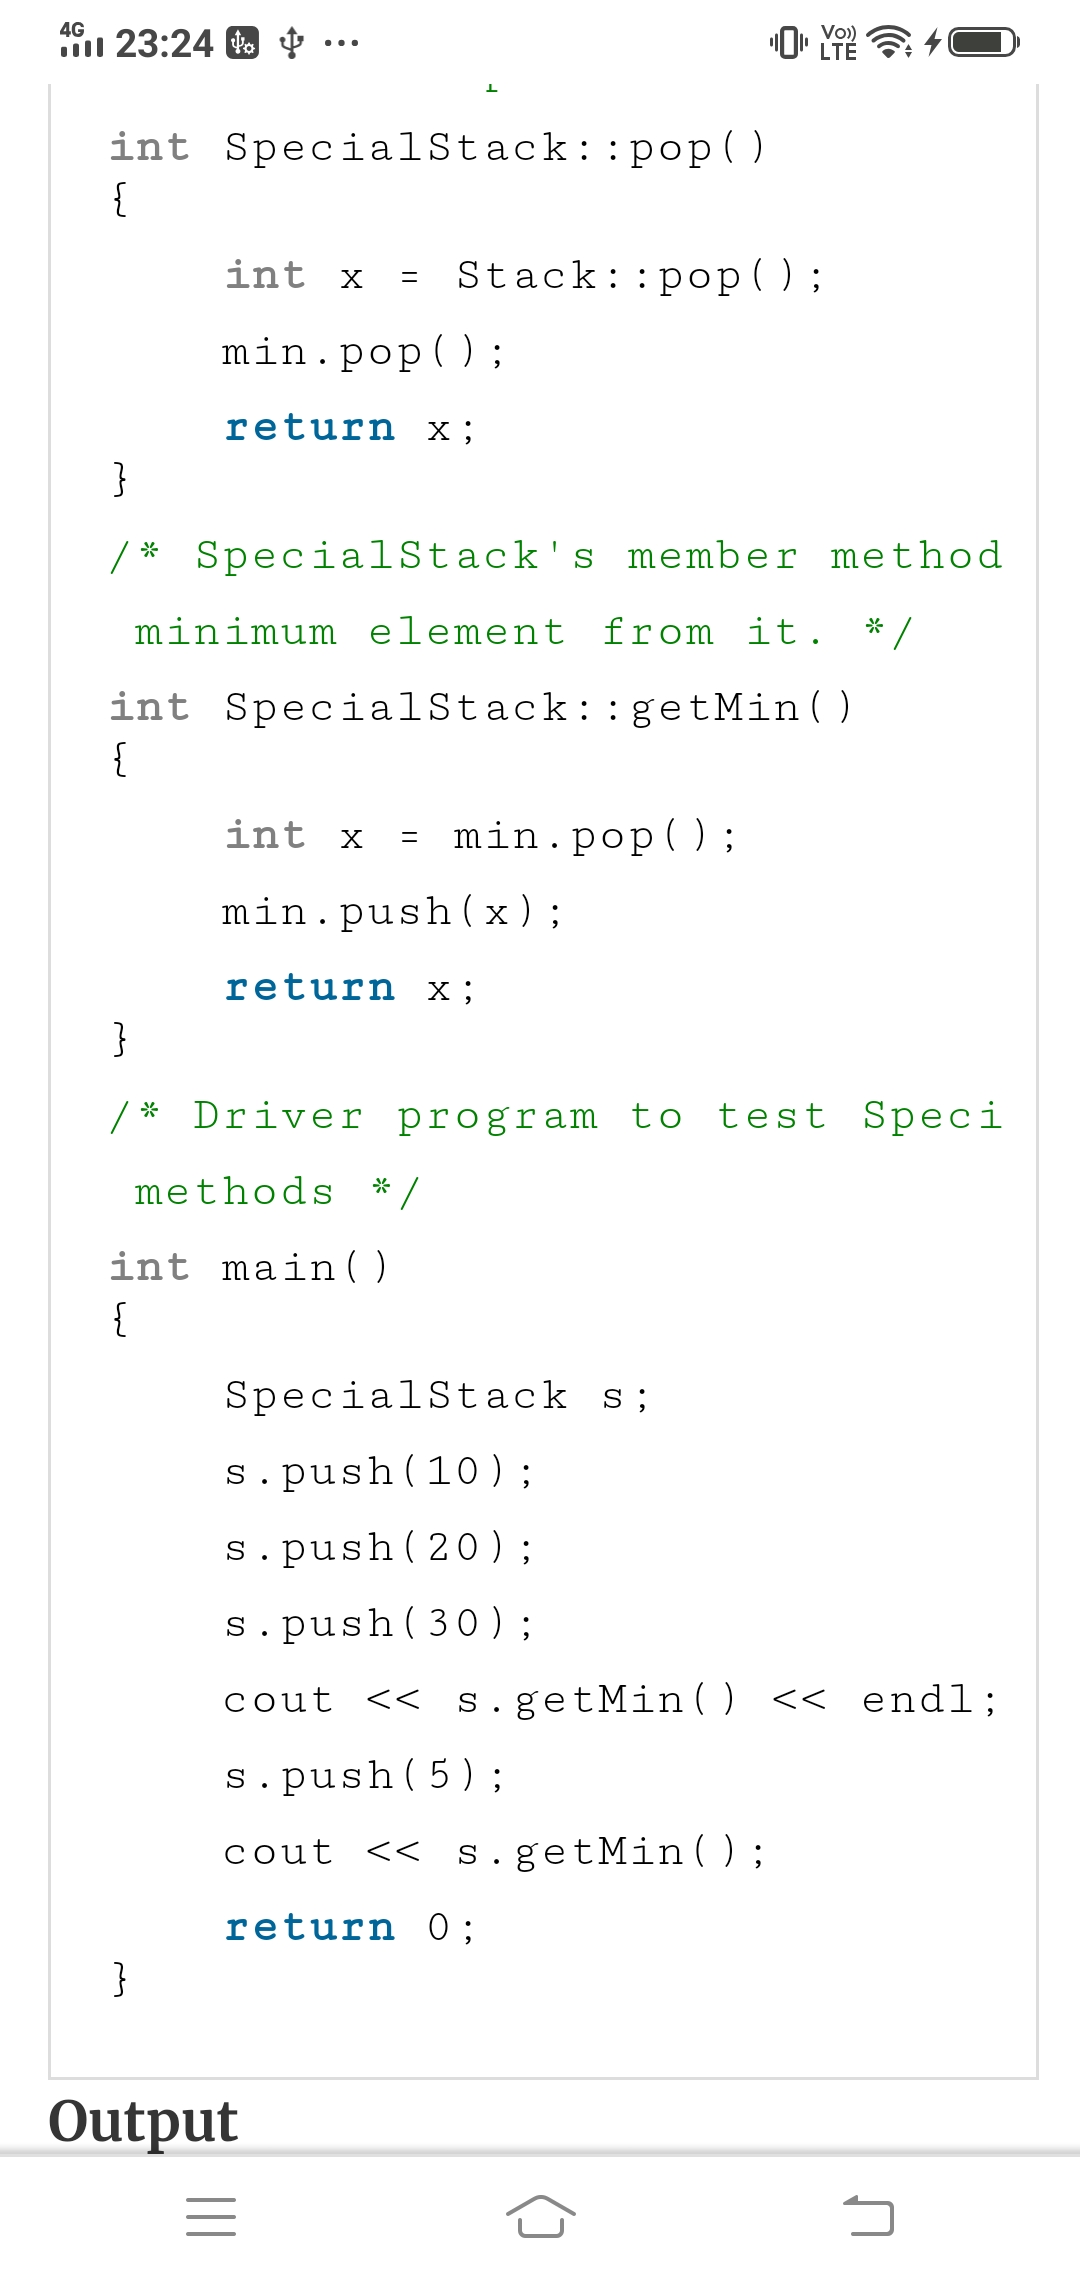 4G 23:24 ... Vo)) LTE
int SpecialStack::pop()
{
int x = Stack::pop();
min.pop();
return x;
}
/* SpecialStack's member method
minimum element from it. */
int SpecialStack::getMin()
{
int x = min.pop();
min.push(x);
return x;
}
/* Driver program to test Speci
methods */
int main()
{
SpecialStack s;
s.push(10);
s.push(20);
s.push(30);
cout << s.getMin() << endl;
s.push(5);
cout << s.getMin();
return 0;
}
Output